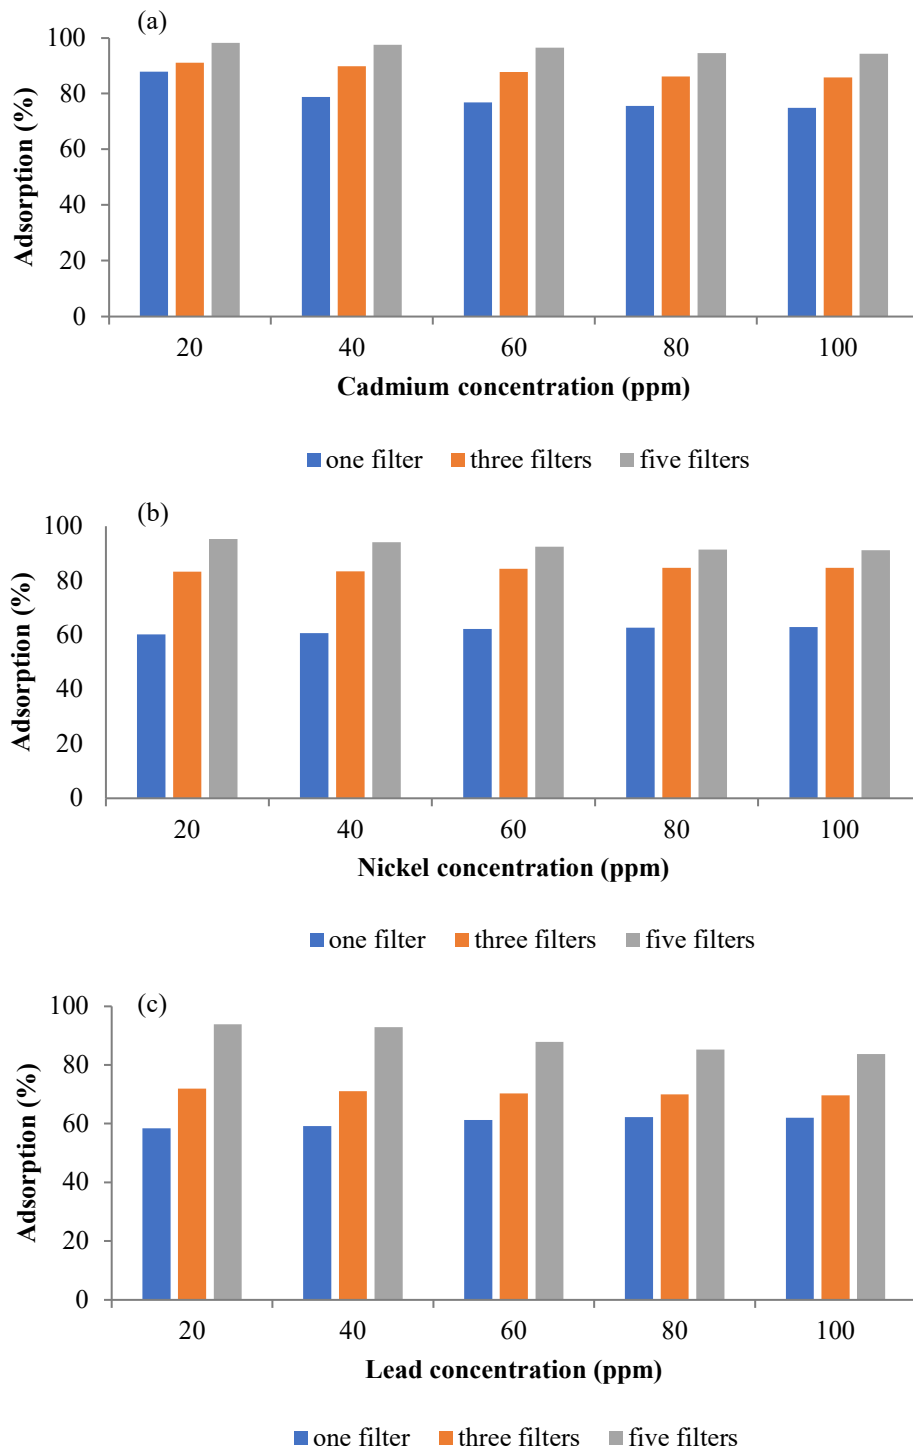 (a)
100
80
60
40
20
0
Adsorption (%)
20 40 60 80 100
Cadmium concentration (ppm)
one filter three filters five filters
(b)
100
80
60
40
20
0
Adsorption (%)
20 40 60 80 100
Nickel concentration (ppm)
one filter three filters five filters
(c)
100
80
60
40
20
0
Adsorption (%)
20 40 60 80 100
Lead concentration (ppm)
one filter three filters five filters